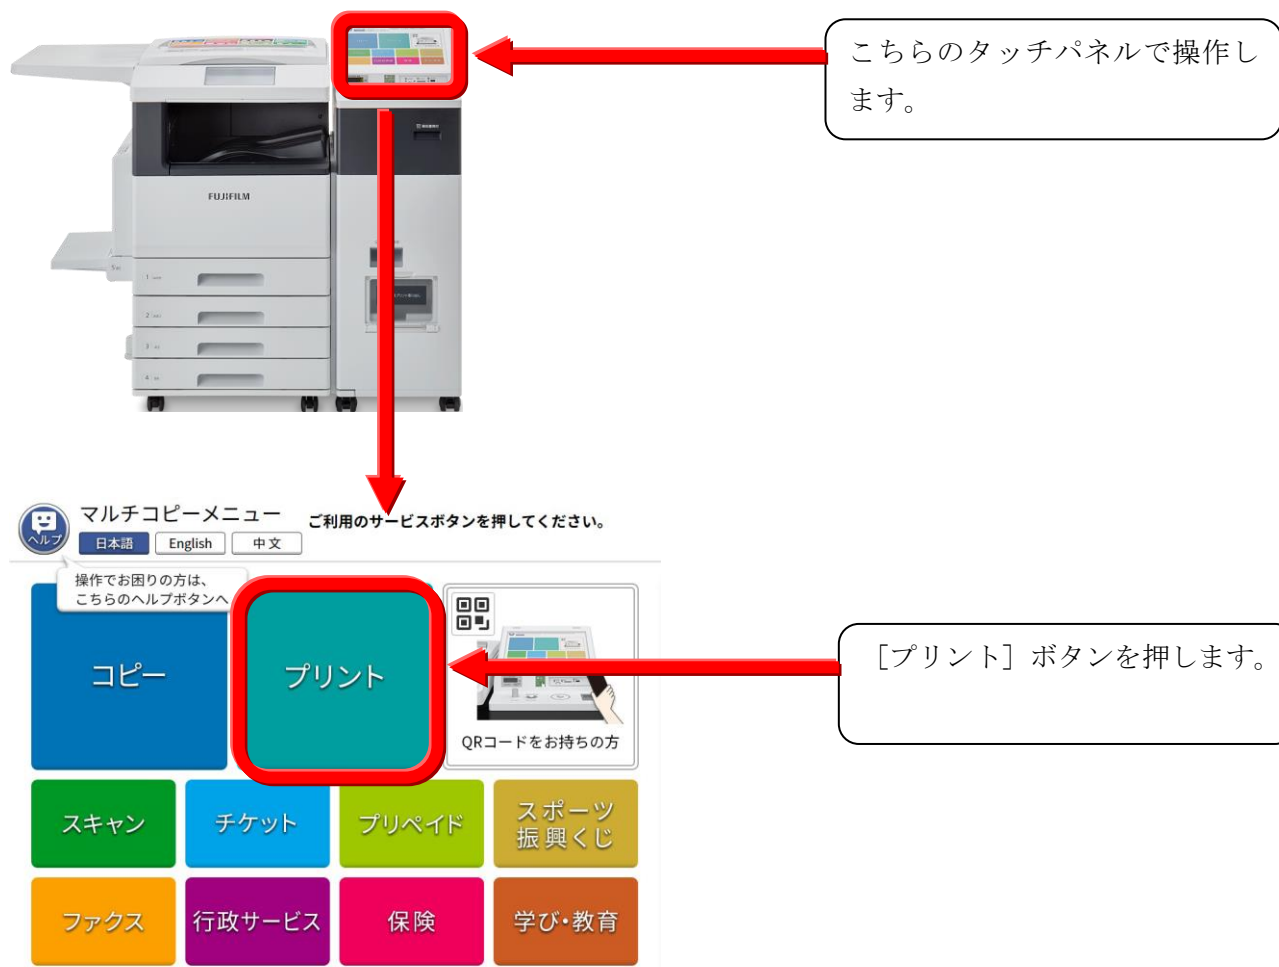 こちらのタッチパネルで操作し
ます。
FUJIFILM
1
2
3
4
マルチコピーメニュー
ご利用のサービスボタンを押してください。
ヘルプ
日本語
English
中文
操作でお困りの方は、
こちらのヘルプボタンへ
コピー
プリント
QRコードをお持ちの方
［プリント］ボタンを押します。
スキャン
チケット
プリペイド
スポーツ
振興くじ
ファクス
行政サービス
保険
学び・教育